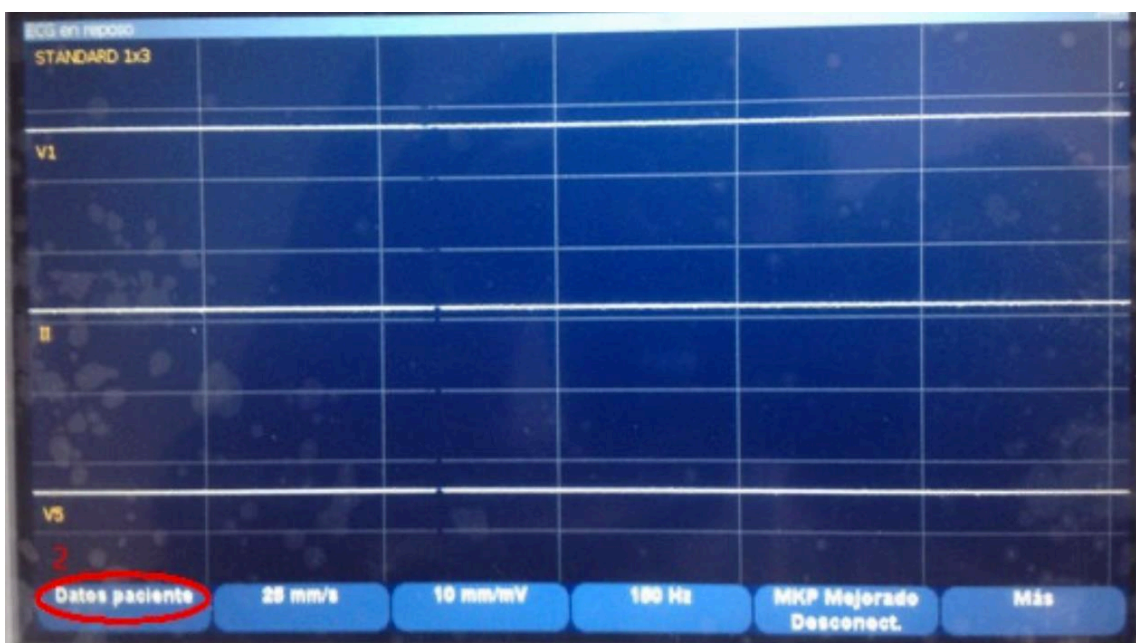 ECG en reposo
STANDARD 1x3
V1
II
V5
2
Datos paciente
25 mm/s
10 mm/mV
150 Hz
MKP Mejorado
Desconect.
Más